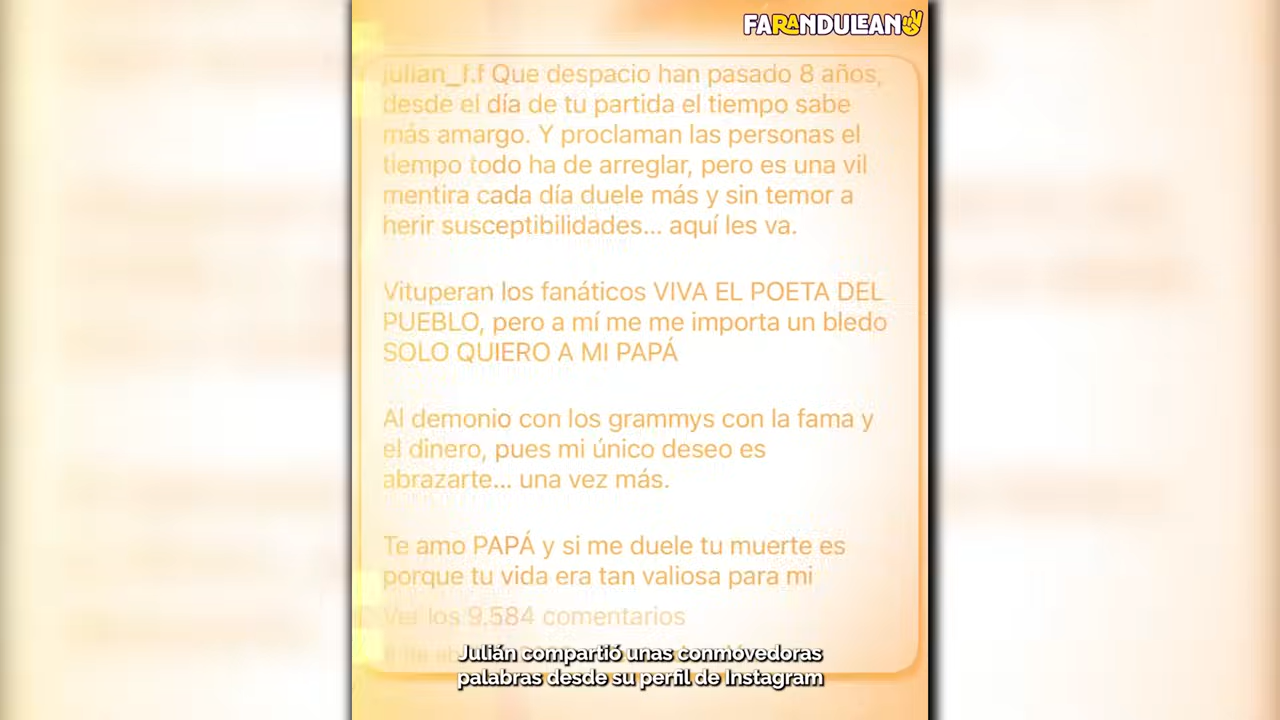 FARANDULEANO
julian_f.f Que despacio han pasado 8 años,
desde el día de tu partida el tiempo sabe
más amargo. Y proclaman las personas el
tiempo todo ha de arreglar, pero es una vil
mentira cada día duele más y sin temor a
herir susceptibilidades... aquí les va.
Vituperan los fanáticos VIVA EL POETA DEL
PUEBLO, pero a mí me me importa un bledo
SOLO QUIERO A MI PAPÁ
Al demonio con los grammys con la fama y
el dinero, pues mi único deseo es
abrazarte... una vez más.
Te amo PAPÁ y si me duele tu muerte es
porque tu vida era tan valiosa para mi
Ver los 9.584 comentarios
Julián compartió unas conmovedoras
palabras desde su perfil de Instagram